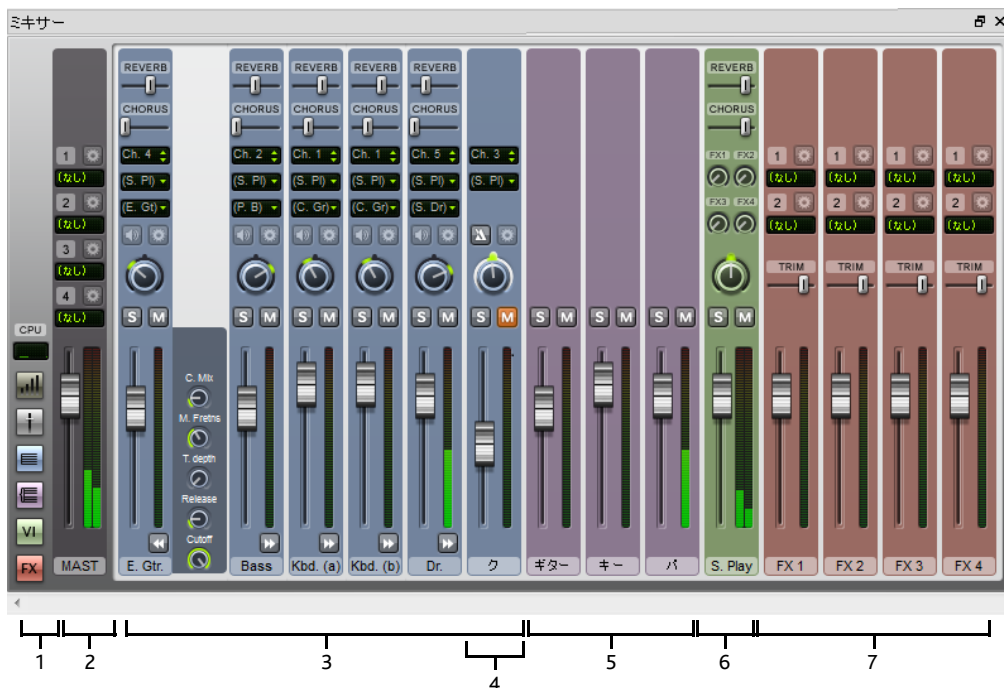 ミキサー
REVERB REVERB REVERB REVERB REVERB REVERB
CHORUS CHORUS CHORUS CHORUS CHORUS CHORUS
1 Ch. 4 Ch. 2 Ch. 1 Ch. 1 Ch. 5 Ch. 3 FX1 FX2 1 1 1 1
(なし) (S. Pl) (S. Pl) (S. Pl) (S. Pl) (S. Pl) (S. Pl) (なし) (なし) (なし) (なし)
2 (E. Gt) (P. B) (C. Gr) (C. Gr) (S. Dr) FX3 FX4 2 2 2 2
(なし) (なし) (なし) (なし) (なし)
3
(なし) TRIM TRIM TRIM TRIM
4
(なし) S M S M S M S M S M S M S M S M S M S M
CPU
C. Mix
M. Fretns
T. depth
Release
Cutoff
VI
FX MAST E. Gtr. Bass Kbd. (a) Kbd. (b) Dr. ク ギター キー パ S. Play FX 1 FX 2 FX 3 FX 4
1 2 3 5 6 7
4